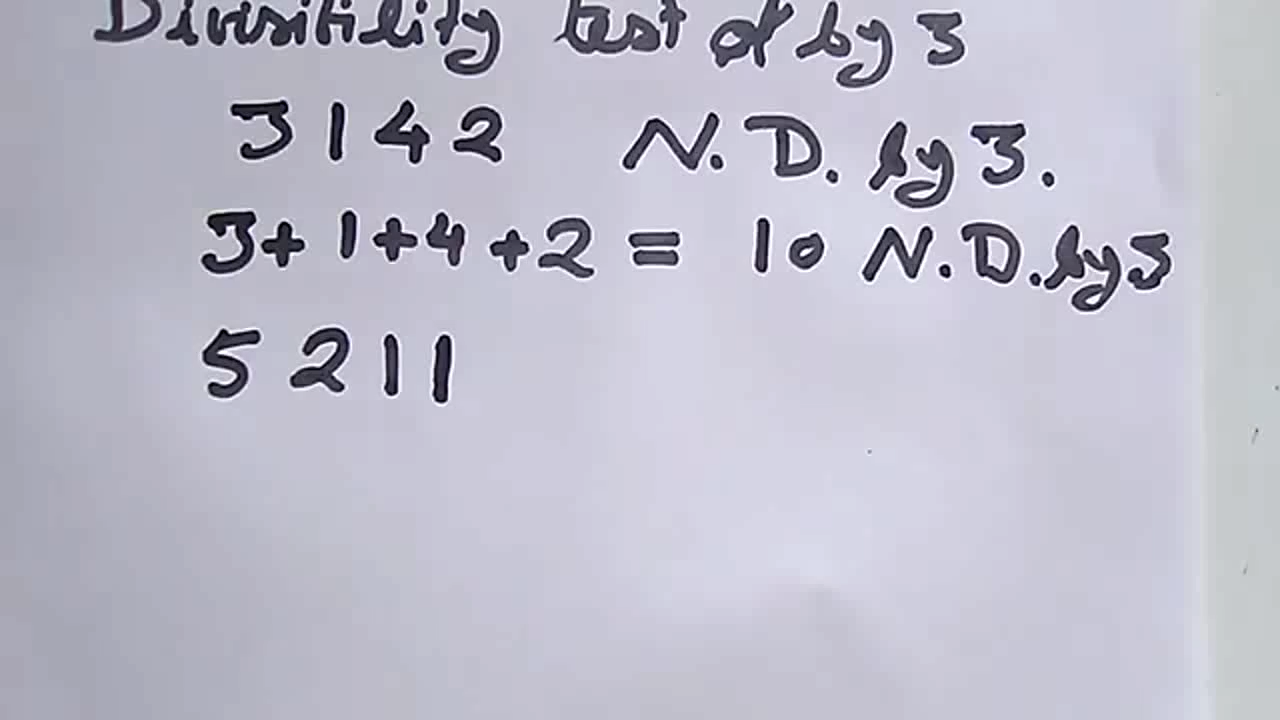 Divisibility test of by 3
3142 N.D. by 3.
3+1+4+2 = 10 N.D. by 3
5211